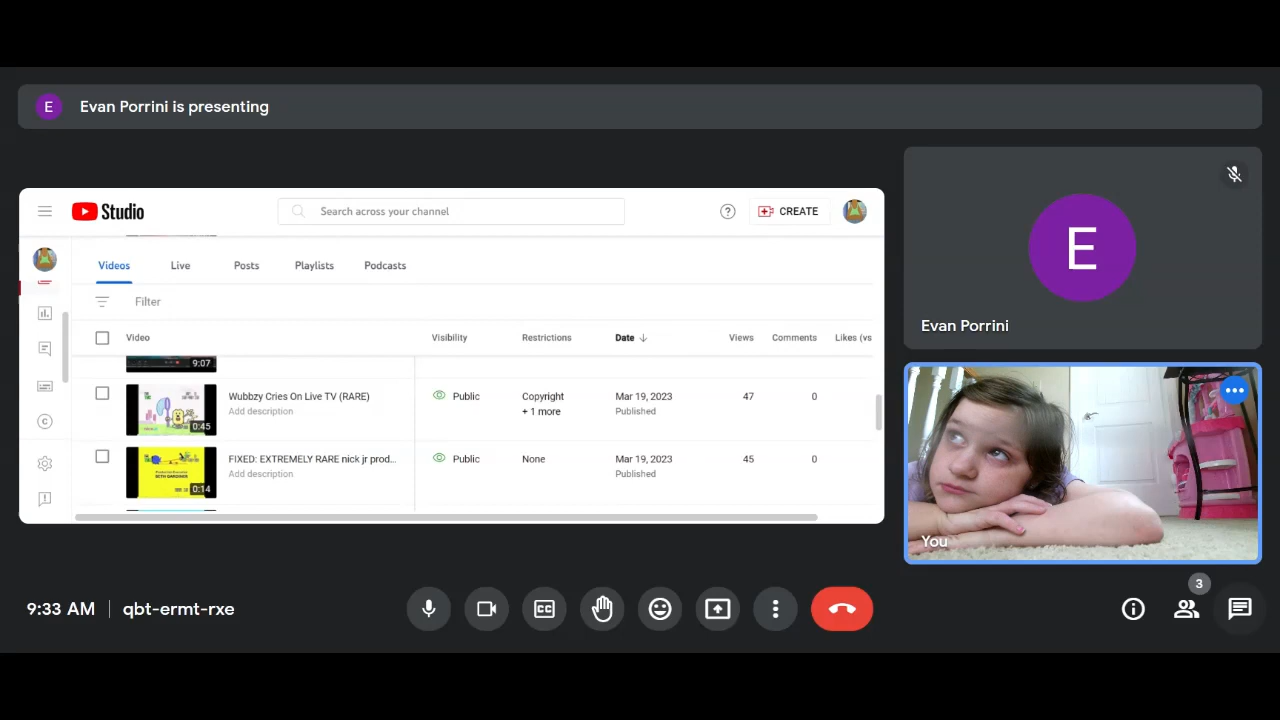 E Evan Porrini is presenting
Studio
Search across your channel
CREATE
Videos Live Posts Playlists Podcasts
Filter
Video Visibility Restrictions Date Views Comments Likes (vs
9:07
Wubbzy Cries On Live TV (RARE) Public Copyright Mar 19, 2023 47 0
Add description + 1 more Published
0:45
FIXED: EXTREMELY RARE nick jr prod... Public None Mar 19, 2023 45 0
Add description Published
0:14
E
Evan Porrini
You
9:33 AM qbt-ermt-rxe
CC
3